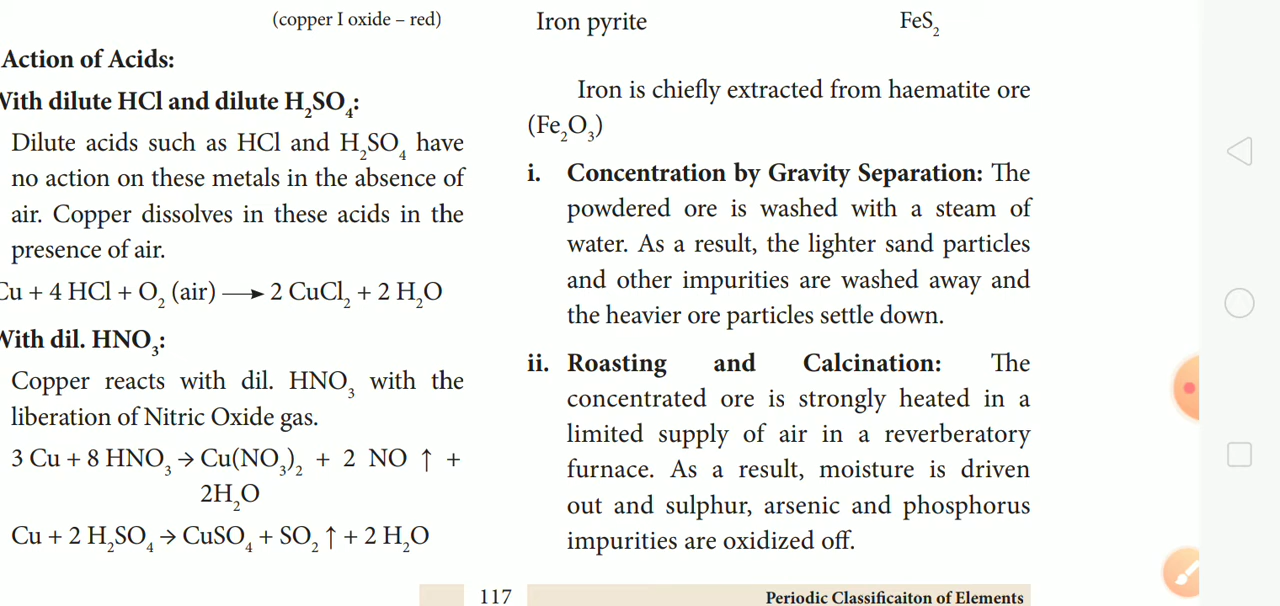 (copper I oxide – red)
Action of Acids:
With dilute HCl and dilute H₂SO₄:
Dilute acids such as HCl and H₂SO₄ have
no action on these metals in the absence of
air. Copper dissolves in these acids in the
presence of air.
Cu + 4 HCl + O₂ (air) ⟶ 2 CuCl₂ + 2 H₂O
With dil. HNO₃:
Copper reacts with dil. HNO₃ with the
liberation of Nitric Oxide gas.
3 Cu + 8 HNO₃ → Cu(NO₃)₂ + 2 NO ↑ +
2H₂O
Cu + 2 H₂SO₄ → CuSO₄ + SO₂ ↑ + 2 H₂O
Iron pyrite FeS₂
Iron is chiefly extracted from haematite ore
(Fe₂O₃)
i. Concentration by Gravity Separation: The
powdered ore is washed with a steam of
water. As a result, the lighter sand particles
and other impurities are washed away and
the heavier ore particles settle down.
ii. Roasting and Calcination: The
concentrated ore is strongly heated in a
limited supply of air in a reverberatory
furnace. As a result, moisture is driven
out and sulphur, arsenic and phosphorus
impurities are oxidized off.
117
Periodic Classificaiton of Elements